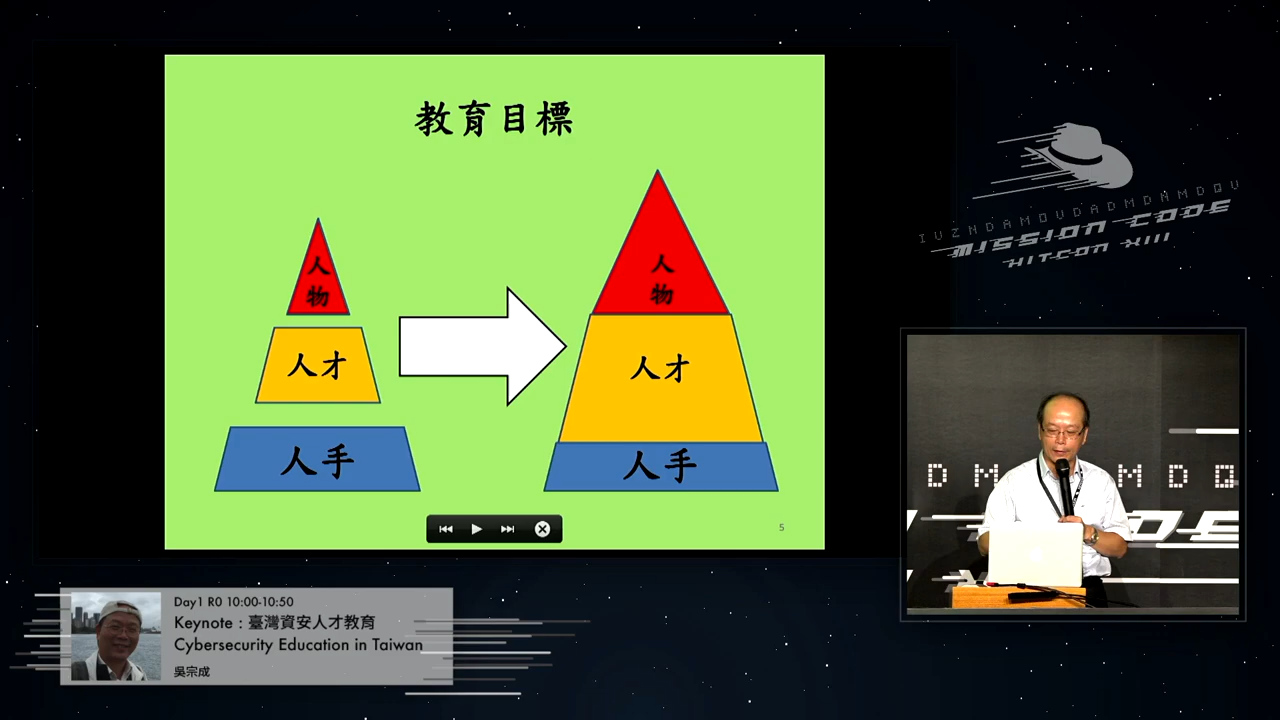 教育目標
人
物
人才
人手
人
物
人才
人手
5
IVZNDAMOVDADMDNMDQV
MISSION CODE
HITCON XIII
D M M D Q
Day1 R0 10:00-10:50
Keynote：臺灣資安人才教育
Cybersecurity Education in Taiwan
吳宗成